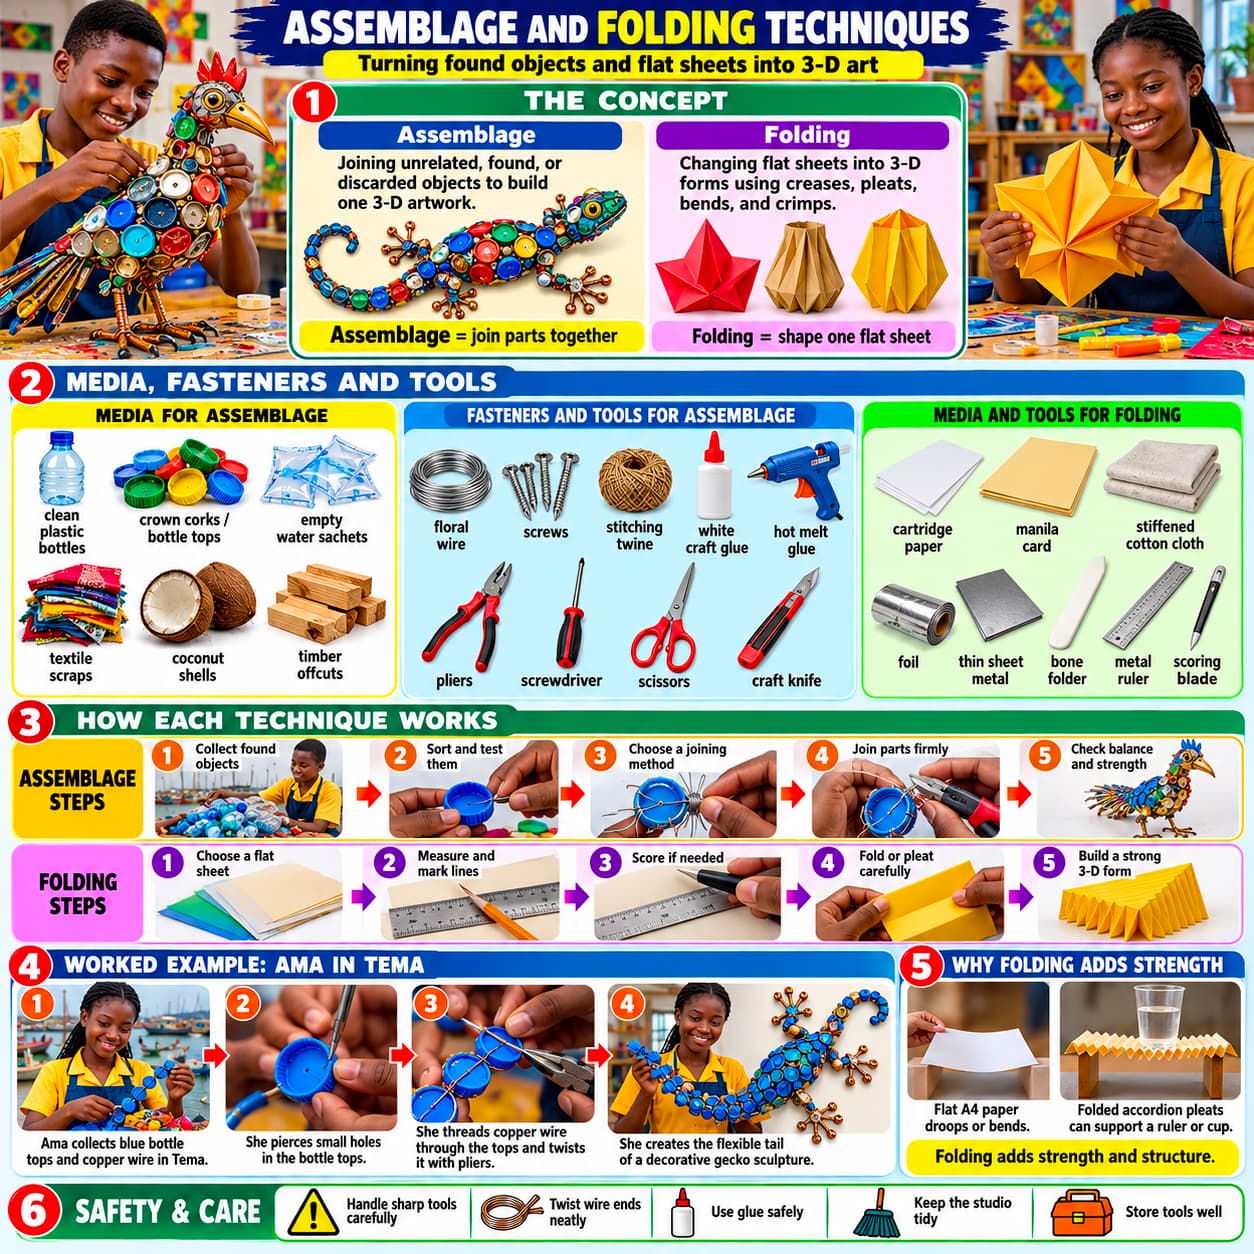 ASSEMBLAGE AND FOLDING TECHNIQUES
Turning found objects and flat sheets into 3-D art
1
THE CONCEPT
Assemblage
Joining unrelated, found, or
discarded objects to build
one 3-D artwork.
Assemblage = join parts together
Folding
Changing flat sheets into 3-D
forms using creases, pleats,
bends, and crimps.
Folding = shape one flat sheet
2
MEDIA, FASTENERS AND TOOLS
MEDIA FOR ASSEMBLAGE
clean
plastic
bottles
crown corks /
bottle tops
empty
water sachets
textile
scraps
coconut
shells
timber
offcuts
FASTENERS AND TOOLS FOR ASSEMBLAGE
floral
wire
screws
stitching
twine
white
craft glue
hot melt
glue
pliers
screwdriver
scissors
craft knife
MEDIA AND TOOLS FOR FOLDING
cartridge
paper
manila
card
stiffened
cotton cloth
foil
thin sheet
metal
bone
folder
metal
ruler
scoring
blade
3
HOW EACH TECHNIQUE WORKS
ASSEMBLAGE
STEPS
1
Collect found
objects
2
Sort and test
them
3
Choose a joining
method
4
Join parts firmly
5
Check balance
and strength
FOLDING
STEPS
1
Choose a flat
sheet
2
Measure and
mark lines
3
Score if needed
4
Fold or pleat
carefully
5
Build a strong
3-D form
4
WORKED EXAMPLE: AMA IN TEMA
1
Ama collects blue bottle
tops and copper wire in Tema.
2
She pierces small holes
in the bottle tops.
3
She threads copper wire
through the tops and twists
it with pliers.
4
She creates the flexible tail
of a decorative gecko sculpture.
5
WHY FOLDING ADDS STRENGTH
Flat A4 paper
droops or bends.
Folded accordion pleats
can support a ruler or cup.
Folding adds strength and structure.
6
SAFETY & CARE
Handle sharp tools
carefully
Twist wire ends
neatly
Use glue safely
Keep the studio
tidy
Store tools well